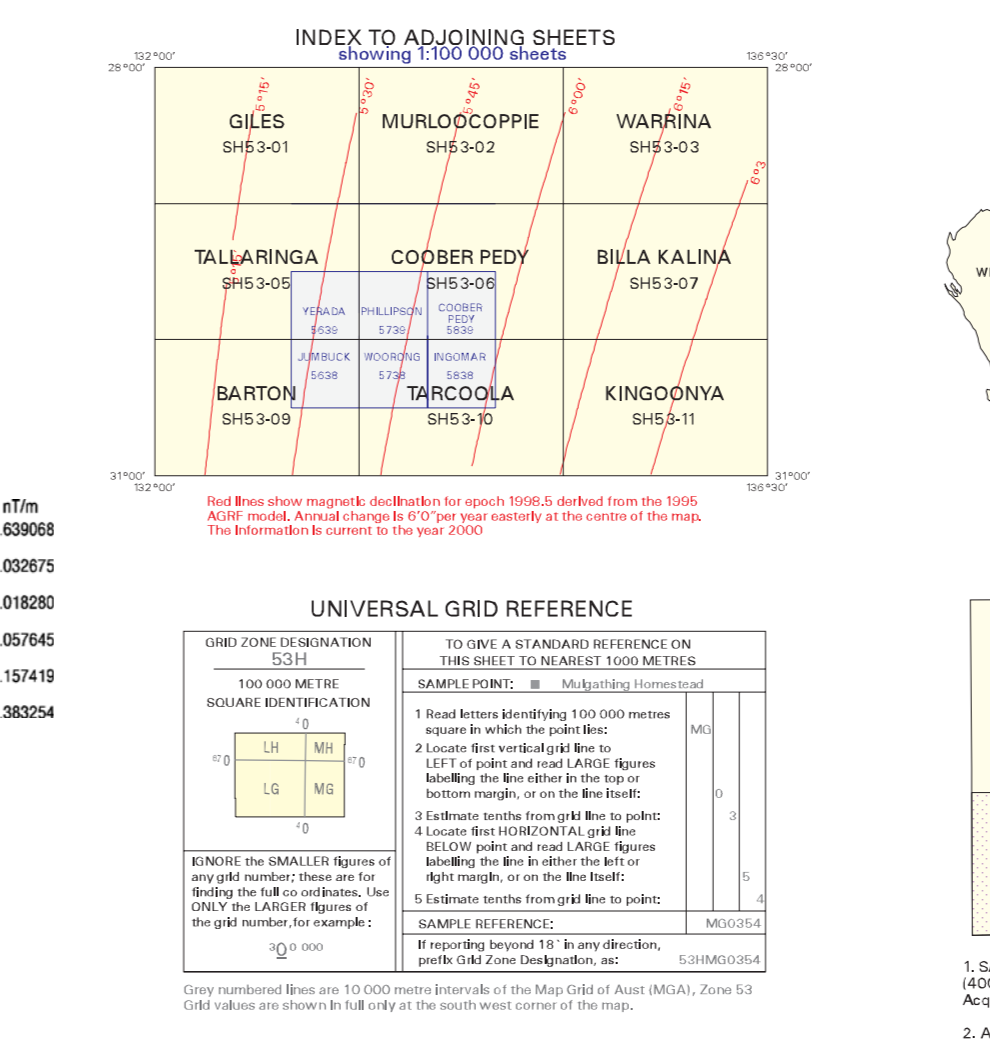 INDEX TO ADJOINING SHEETS
showing 1:100 000 sheets
132°00′
136°30′
28°00′
28°00′
5°15′
5°30′
5°45′
6°00′
6°15′
6°3
GILES
SH53-01
MURLOOCOPPIE
SH53-02
WARRINA
SH53-03
TALLARINGA
SH53-05
COOBER PEDY
SH53-06
BILLA KALINA
SH53-07
YERADA
5639
PHILLIPSON
5739
COOBER
PEDY
5839
JUMBUCK
5638
WOORONG
5738
INGOMAR
5838
BARTON
SH53-09
TARCOOLA
SH53-10
KINGOONYA
SH53-11
31°00′
31°00′
132°00′
136°30′
Red lines show magnetic declination for epoch 1998.5 derived from the 1995
AGRF model. Annual change is 6′0″per year easterly at the centre of the map.
The Information is current to the year 2000
nT/m
.639068
.032675
.018280
.057645
.157419
.383254
UNIVERSAL GRID REFERENCE
GRID ZONE DESIGNATION
53H
100 000 METRE
SQUARE IDENTIFICATION
40
LH MH
670
670
LG MG
40
IGNORE the SMALLER figures of
any grid number; these are for
finding the full co ordinates. Use
ONLY the LARGER figures of
the grid number,for example :
300 000
TO GIVE A STANDARD REFERENCE ON
THIS SHEET TO NEAREST 1000 METRES
SAMPLE POINT: Mulgathing Homestead
1 Read letters identifying 100 000 metres
square in which the point lies: MG
2 Locate first vertical grid line to
LEFT of point and read LARGE figures
labelling the line either in the top or
bottom margin, or on the line itself: 0
3 Estimate tenths from grid line to point: 3
4 Locate first HORIZONTAL grid line
BELOW point and read LARGE figures
labelling the line in either the left or
right margin, or on the line itself: 5
5 Estimate tenths from grid line to point: 4
SAMPLE REFERENCE: MG0354
If reporting beyond 18` in any direction,
prefix Grid Zone Designation, as: 53HMG0354
Grey numbered lines are 10 000 metre intervals of the Map Grid of Aust (MGA), Zone 53
Grid values are shown in full only at the south west corner of the map.
1. S
(400
Acq
2. A